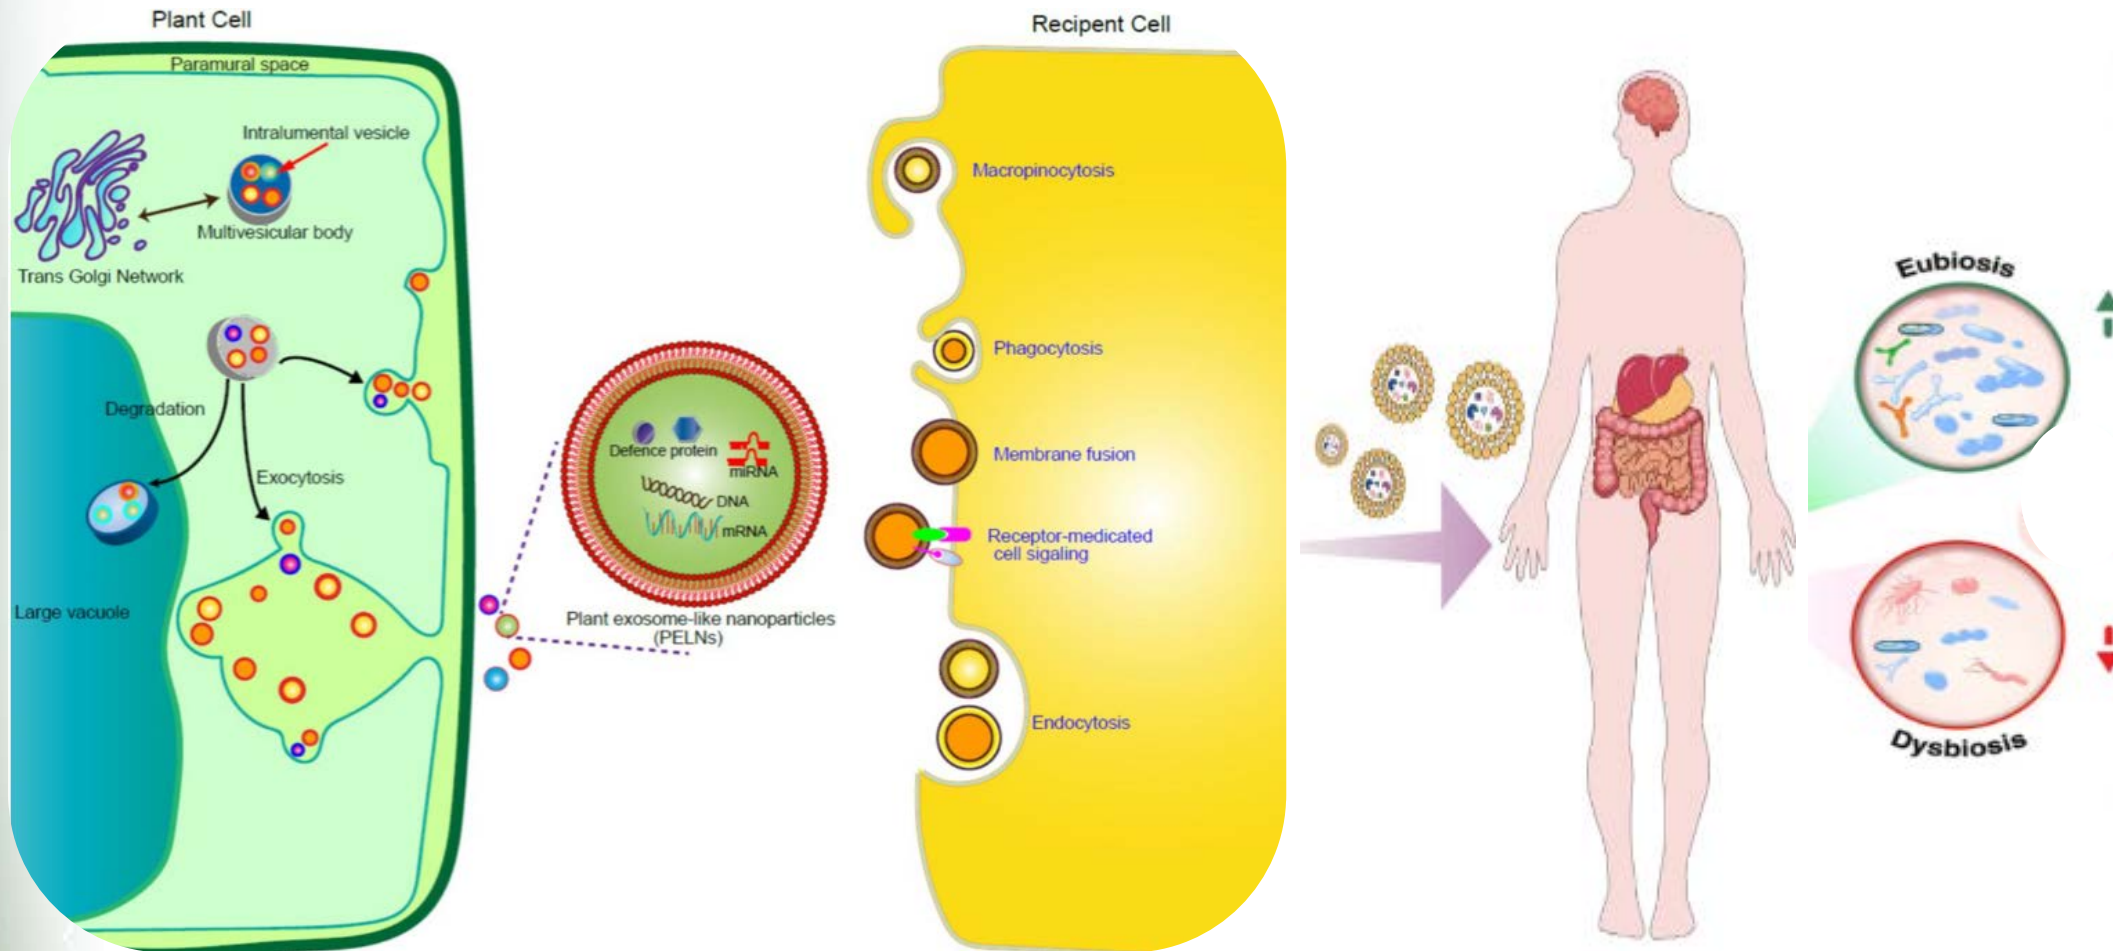 Plant Cell
Paramural space
Intralumental vesicle
Multivesicular body
Trans Golgi Network
Degradation
Exocytosis
Large vacuole
Defence protein
miRNA
DNA
mRNA
Plant exosome-like nanoparticles
(PELNs)
Recipent Cell
Macropinocytosis
Phagocytosis
Membrane fusion
Receptor-medicated
cell sigaling
Endocytosis
Eubiosis
Dysbiosis